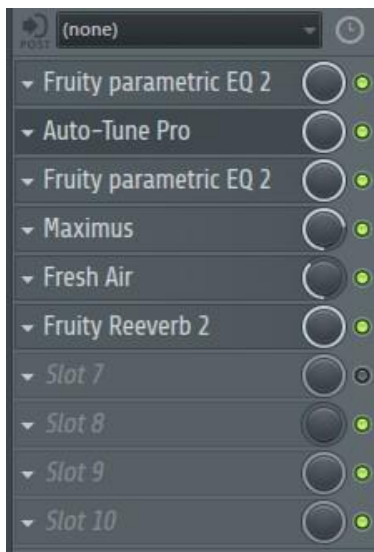 (none)
POST
Fruity parametric EQ 2
Auto-Tune Pro
Fruity parametric EQ 2
Maximus
Fresh Air
Fruity Reeverb 2
Slot 7
Slot 8
Slot 9
Slot 10